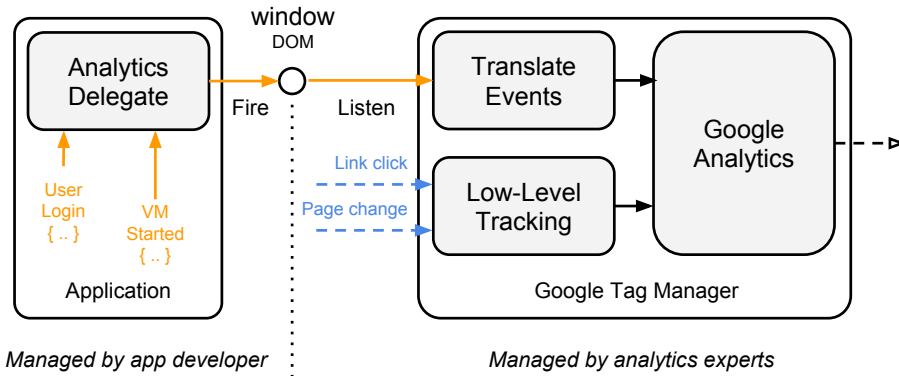 window
DOM
Analytics
Delegate
Fire
Listen
Translate
Events
Google
Analytics
Link click
Page change
Low-Level
Tracking
User
Login
{ .. }
VM
Started
{ .. }
Application
Google Tag Manager
Managed by app developer
Managed by analytics experts